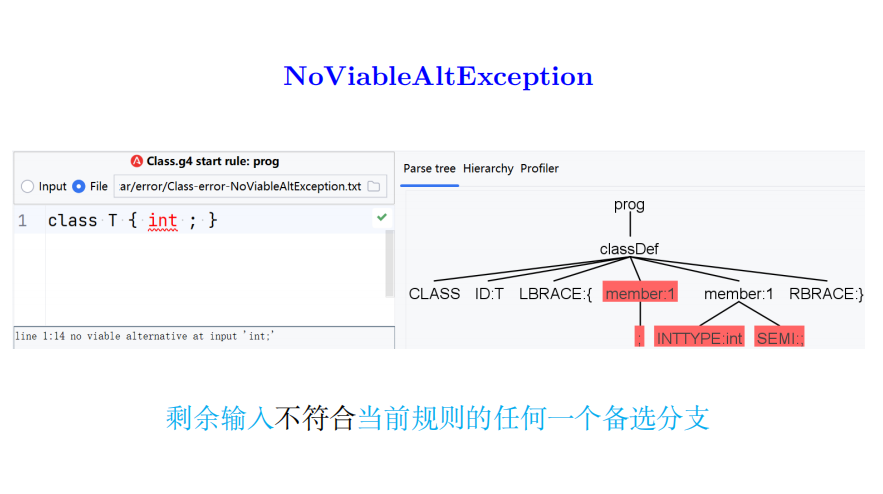 NoViableAltException
Class.g4 start rule: prog
Input File ar/error/Class-error-NoViableAltException.txt
1 class T { int ; }
line 1:14 no viable alternative at input 'int;'
Parse tree Hierarchy Profiler
prog
classDef
CLASS ID:T LBRACE:{ member:1 member:1 RBRACE:}
; INTTYPE:int SEMI:;
剩余输入不符合当前规则的任何一个备选分支